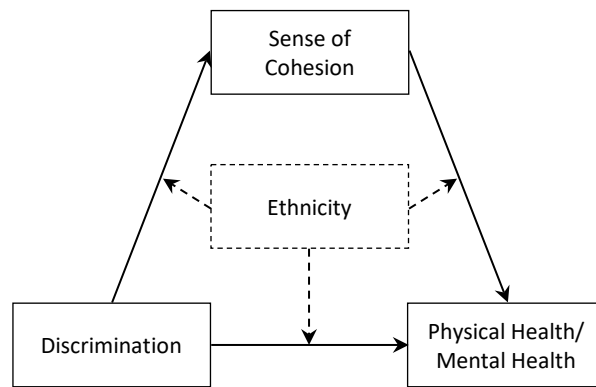 Sense of
Cohesion
Ethnicity
Discrimination
Physical Health/
Mental Health